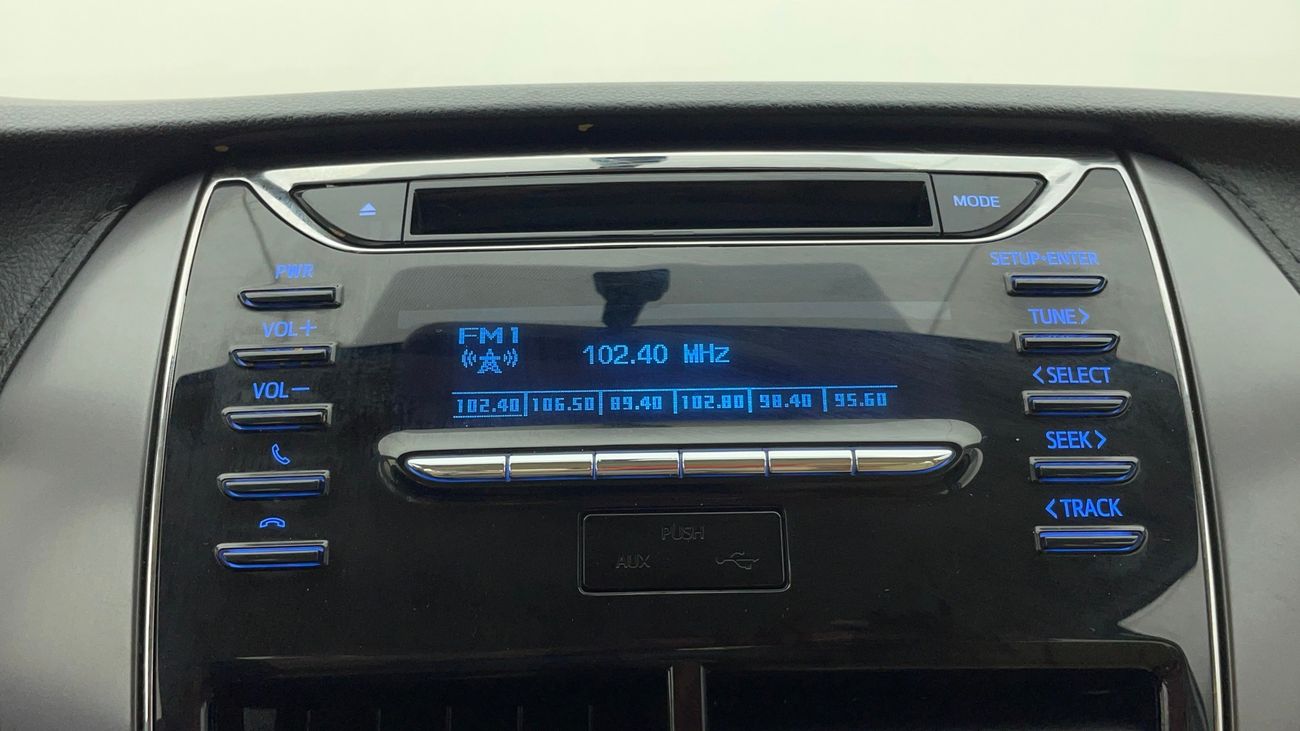 MODE
PWR
SETUP•ENTER
VOL+
TUNE>
FM1
102.40 MHz
VOL−
<SELECT
102.40 106.50 89.40 102.80 98.40 95.60
SEEK>
<TRACK
PUSH
AUX